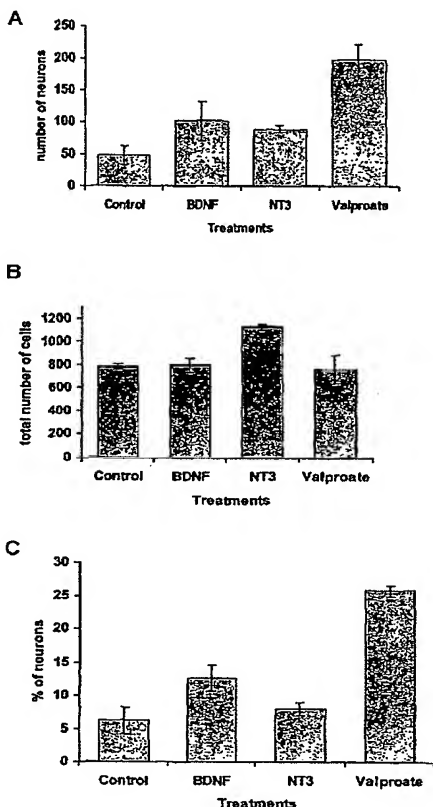 A
number of neurons
250
200
150
100
50
0
Control BDNF NT3 Valproate
Treatments
B
total number of cells
1200
1000
800
600
400
200
0
Control BDNF NT3 Valproate
Treatments
C
% of neurons
30
25
20
15
10
5
0
Control BDNF NT3 Valproate
Treatments